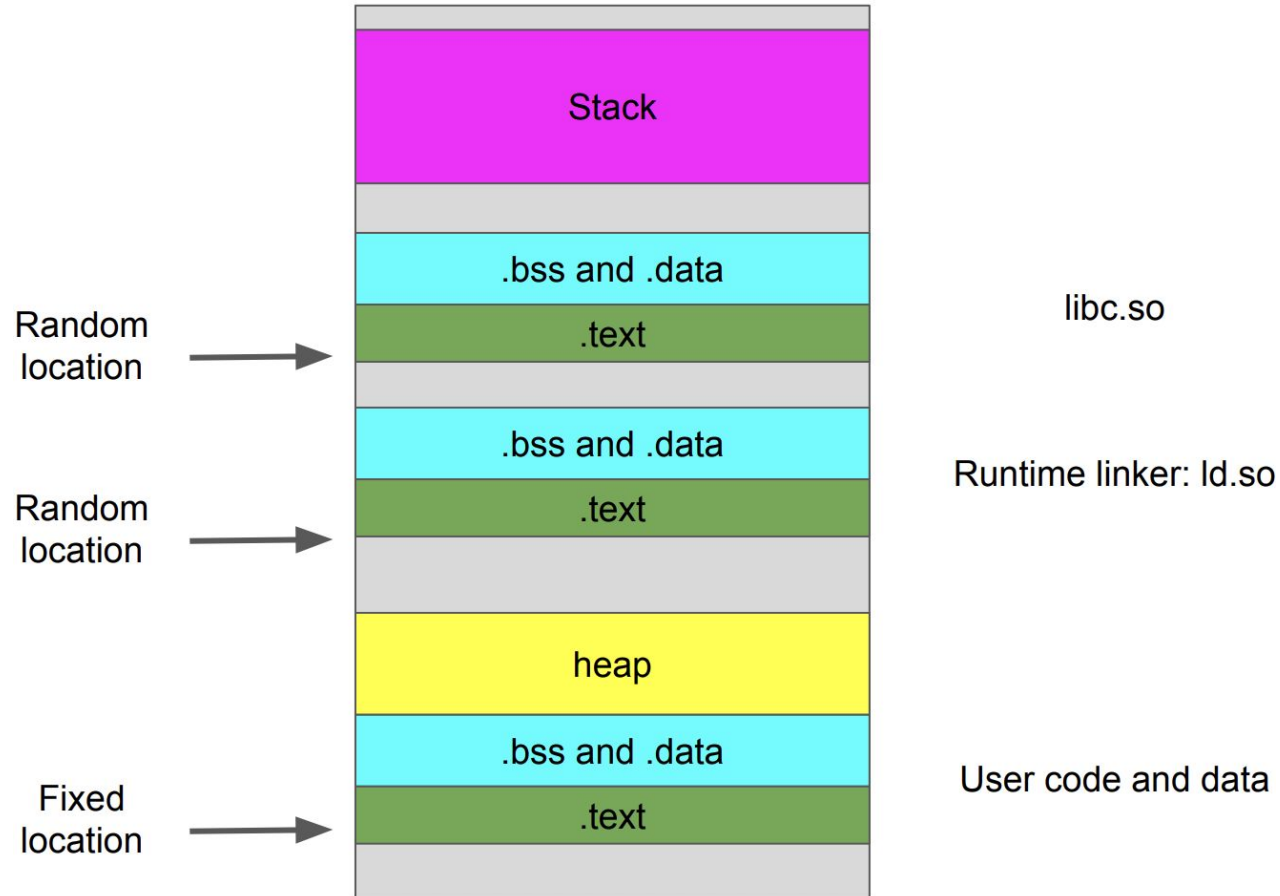 Stack
.bss and .data
libc.so
Random
location
.text
.bss and .data
Runtime linker: ld.so
Random
location
.text
heap
.bss and .data
User code and data
Fixed
location
.text